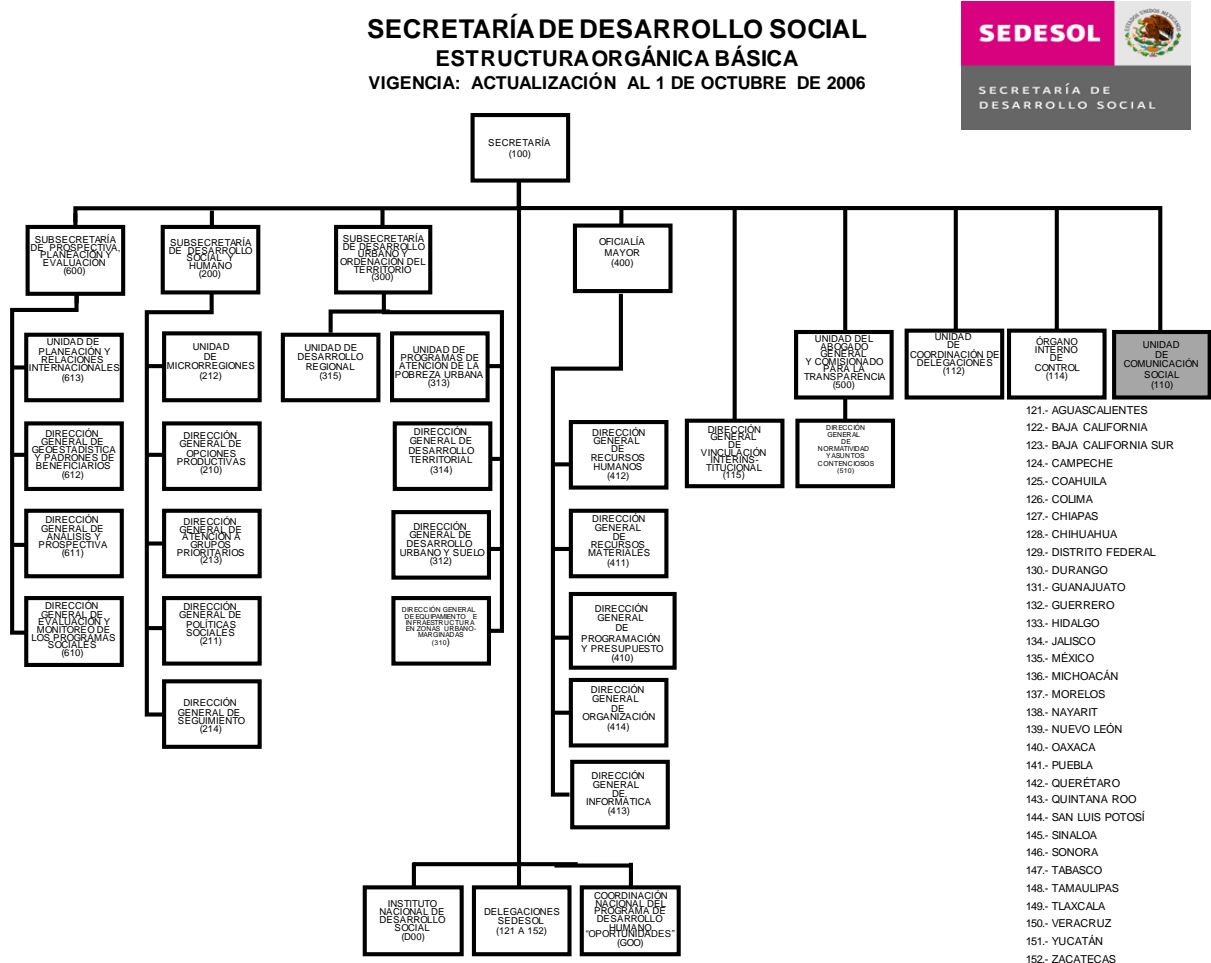 SECRETARÍA DE DESARROLLO SOCIAL
ESTRUCTURA ORGÁNICA BÁSICA
VIGENCIA: ACTUALIZACIÓN AL 1 DE OCTUBRE DE 2006
SEDESOL
ESTADOS UNIDOS MEXICANOS
SECRETARÍA DE
DESARROLLO SOCIAL
SECRETARÍA
(100)
SUBSECRETARÍA
DE PROSPECTIVA,
PLANEACIÓN Y
EVALUACIÓN
(600)
SUBSECRETARÍA
DE DESARROLLO
SOCIAL Y
HUMANO
(200)
SUBSECRETARÍA
DE DESARROLLO
URBANO Y
ORDENACIÓN DEL
TERRITORIO
(300)
OFICIALÍA
MAYOR
(400)
UNIDAD DE
PLANEACIÓN Y
RELACIONES
INTERNACIONALES
(613)
UNIDAD
DE
MICRORREGIONES
(212)
UNIDAD DE
DESARROLLO
REGIONAL
(315)
UNIDAD DE
PROGRAMAS DE
ATENCIÓN DE LA
POBREZA URBANA
(313)
UNIDAD DEL
ABOGADO
GENERAL
Y COMISIONADO
PARA LA
TRANSPARENCIA
(500)
UNIDAD
DE
COORDINACIÓN DE
DELEGACIONES
(112)
ÓRGANO
INTERNO
DE
CONTROL
(114)
UNIDAD
DE
COMUNICACIÓN
SOCIAL
(110)
DIRECCIÓN
GENERAL DE
GEOESTADÍSTICA
Y PADRONES DE
BENEFICIARIOS
(612)
DIRECCIÓN
GENERAL DE
OPCIONES
PRODUCTIVAS
(210)
DIRECCIÓN
GENERAL DE
DESARROLLO
TERRITORIAL
(314)
DIRECCIÓN
GENERAL
DE
RECURSOS
HUMANOS
(412)
DIRECCIÓN
GENERAL
DE
VINCULACIÓN
INTERINS-
TITUCIONAL
(115)
DIRECCIÓN
GENERAL
DE
NORMATIVIDAD
Y ASUNTOS
CONTENCIOSOS
(510)
DIRECCIÓN
GENERAL DE
ANÁLISIS Y
PROSPECTIVA
(611)
DIRECCIÓN
GENERAL DE
ATENCIÓN A
GRUPOS
PRIORITARIOS
(213)
DIRECCIÓN
GENERAL DE
DESARROLLO
URBANO Y SUELO
(312)
DIRECCIÓN
GENERAL
DE
RECURSOS
MATERIALES
(411)
DIRECCIÓN
GENERAL DE
EVALUACIÓN Y
MONITOREO DE
LOS PROGRAMAS
SOCIALES
(610)
DIRECCIÓN
GENERAL DE
POLÍTICAS
SOCIALES
(211)
DIRECCIÓN GENERAL
DE EQUIPAMIENTO E
INFRAESTRUCTURA
EN ZONAS URBANO-
MARGINADAS
(310)
DIRECCIÓN
GENERAL
DE
PROGRAMACIÓN
Y PRESUPUESTO
(410)
DIRECCIÓN
GENERAL DE
SEGUIMIENTO
(214)
DIRECCIÓN
GENERAL
DE
ORGANIZACIÓN
(414)
DIRECCIÓN
GENERAL
DE
INFORMÁTICA
(413)
INSTITUTO
NACIONAL DE
DESARROLLO
SOCIAL
(D00)
DELEGACIONES
SEDESOL
(121 A 152)
COORDINACIÓN
NACIONAL DEL
PROGRAMA DE
DESARROLLO
HUMANO
"OPORTUNIDADES"
(GOO)
121.- AGUASCALIENTES
122.- BAJA CALIFORNIA
123.- BAJA CALIFORNIA SUR
124.- CAMPECHE
125.- COAHUILA
126.- COLIMA
127.- CHIAPAS
128.- CHIHUAHUA
129.- DISTRITO FEDERAL
130.- DURANGO
131.- GUANAJUATO
132.- GUERRERO
133.- HIDALGO
134.- JALISCO
135.- MÉXICO
136.- MICHOACÁN
137.- MORELOS
138.- NAYARIT
139.- NUEVO LEÓN
140.- OAXACA
141.- PUEBLA
142.- QUERÉTARO
143.- QUINTANA ROO
144.- SAN LUIS POTOSÍ
145.- SINALOA
146.- SONORA
147.- TABASCO
148.- TAMAULIPAS
149.- TLAXCALA
150.- VERACRUZ
151.- YUCATÁN
152.- ZACATECAS